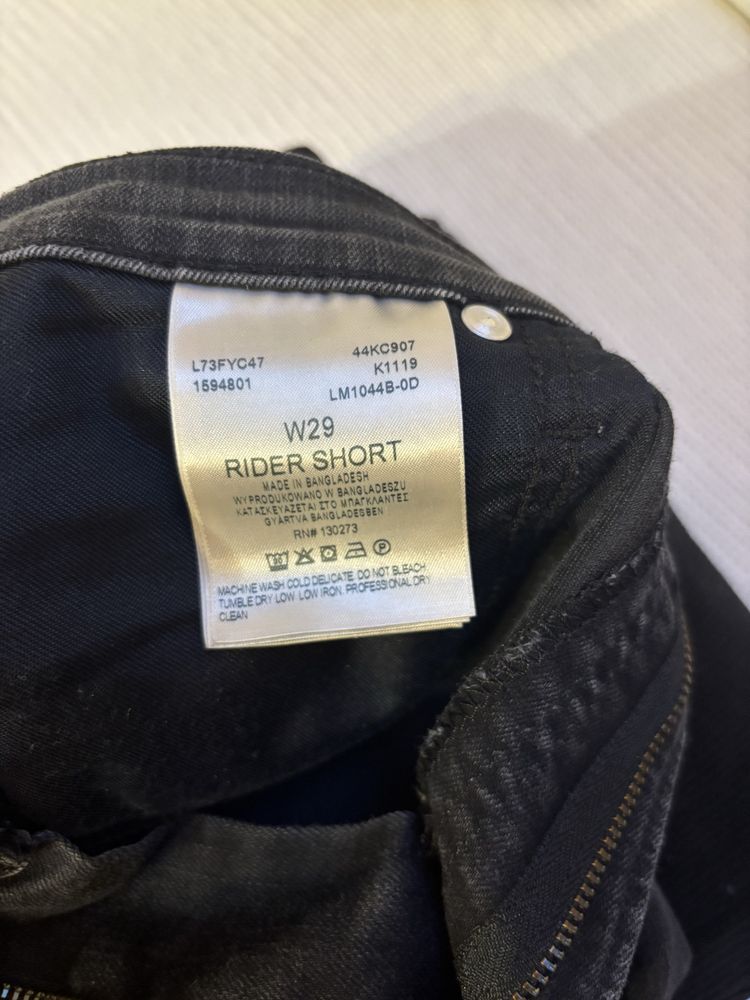 44KC907
L73FYC47 K1119
1594801 LM1044B-0D
W29
RIDER SHORT
MADE IN BANGLADESH
WYPRODUKOWANO W BANGLADESZU
ΚΑΤΑΣΚΕΥΑΖΕΤΑΙ ΣΤΟ ΜΠΑΓΚΛΑΝΤΕΣ
GYÁRTVA BANGLADESBEN
RN# 130273
MACHINE WASH COLD DELICATE. DO NOT BLEACH
TUMBLE DRY LOW. LOW IRON. PROFESSIONAL DRY
CLEAN